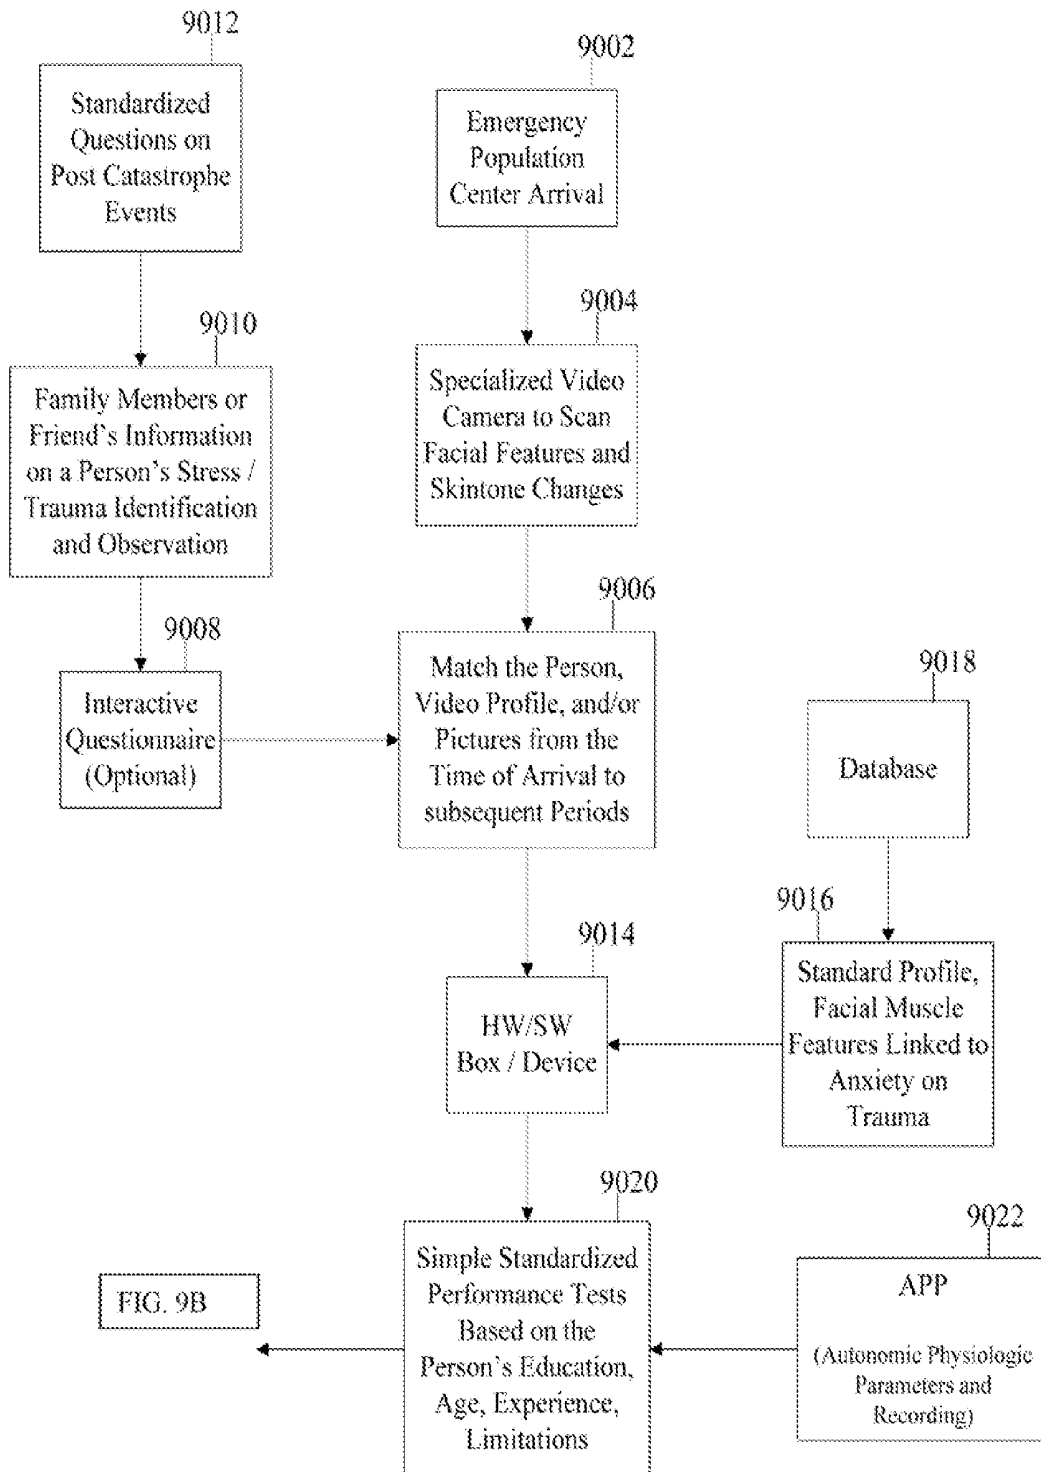 9012
Standardized
Questions on
Post Catastrophe
Events
9002
Emergency
Population
Center Arrival
9010
Family Members or
Friend's Information
on a Person's Stress /
Trauma Identification
and Observation
9004
Specialized Video
Camera to Scan
Facial Features and
Skintone Changes
9008
Interactive
Questionnaire
(Optional)
9006
Match the Person,
Video Profile, and/or
Pictures from the
Time of Arrival to
subsequent Periods
9018
Database
9014
HW/SW
Box / Device
9016
Standard Profile,
Facial Muscle
Features Linked to
Anxiety on
Trauma
9020
Simple Standardized
Performance Tests
Based on the
Person's Education,
Age, Experience,
Limitations
9022
APP
(Autonomic Physiologic
Parameters and
Recording)
FIG. 9B